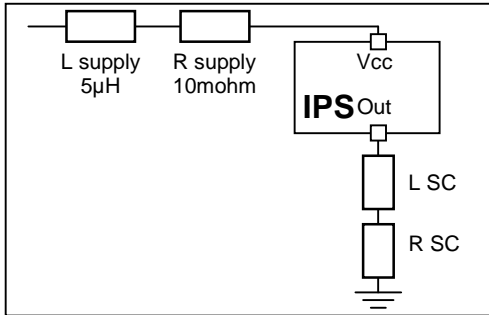 L supply
5µH
R supply
10mohm
Vcc
IPS Out
L SC
R SC